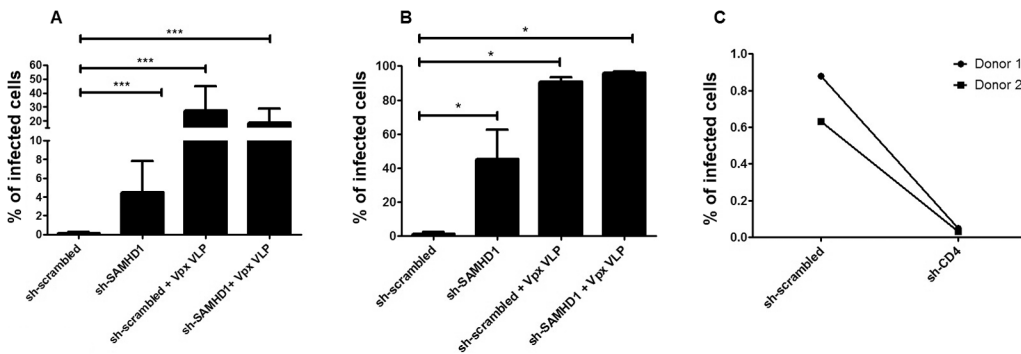 A
% of infected cells
60
50
40
30
20
10
8
6
4
2
0
***
***
***
sh-scrambled
sh-SAMHD1
sh-scrambled + Vpx VLP
sh-SAMHD1+ Vpx VLP
B
% of infected cells
100
80
60
40
20
0
*
*
*
sh-scrambled
sh-SAMHD1
sh-scrambled + Vpx VLP
sh-SAMHD1 + Vpx VLP
C
% of infected cells
1.0
0.8
0.6
0.4
0.2
0.0
Donor 1
Donor 2
sh-scrambled
sh-CD4